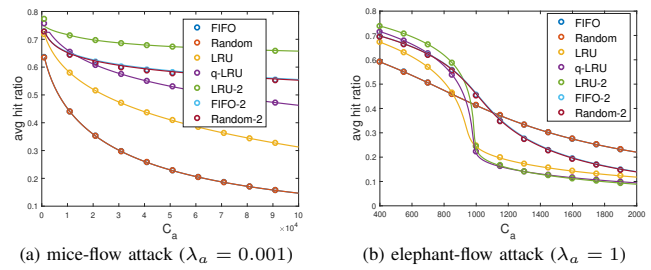 0.8
0.7
0.6
0.5
0.4
0.3
0.2
0.1
avg hit ratio
0 1 2 3 4 5 6 7 8 9 10
×10⁴
C_a
FIFO
Random
LRU
q-LRU
LRU-2
FIFO-2
Random-2
(a) mice-flow attack (λ_a = 0.001)
0.8
0.7
0.6
0.5
0.4
0.3
0.2
0.1
0
avg hit ratio
400 600 800 1000 1200 1400 1600 1800 2000
C_a
FIFO
Random
LRU
q-LRU
LRU-2
FIFO-2
Random-2
(b) elephant-flow attack (λ_a = 1)